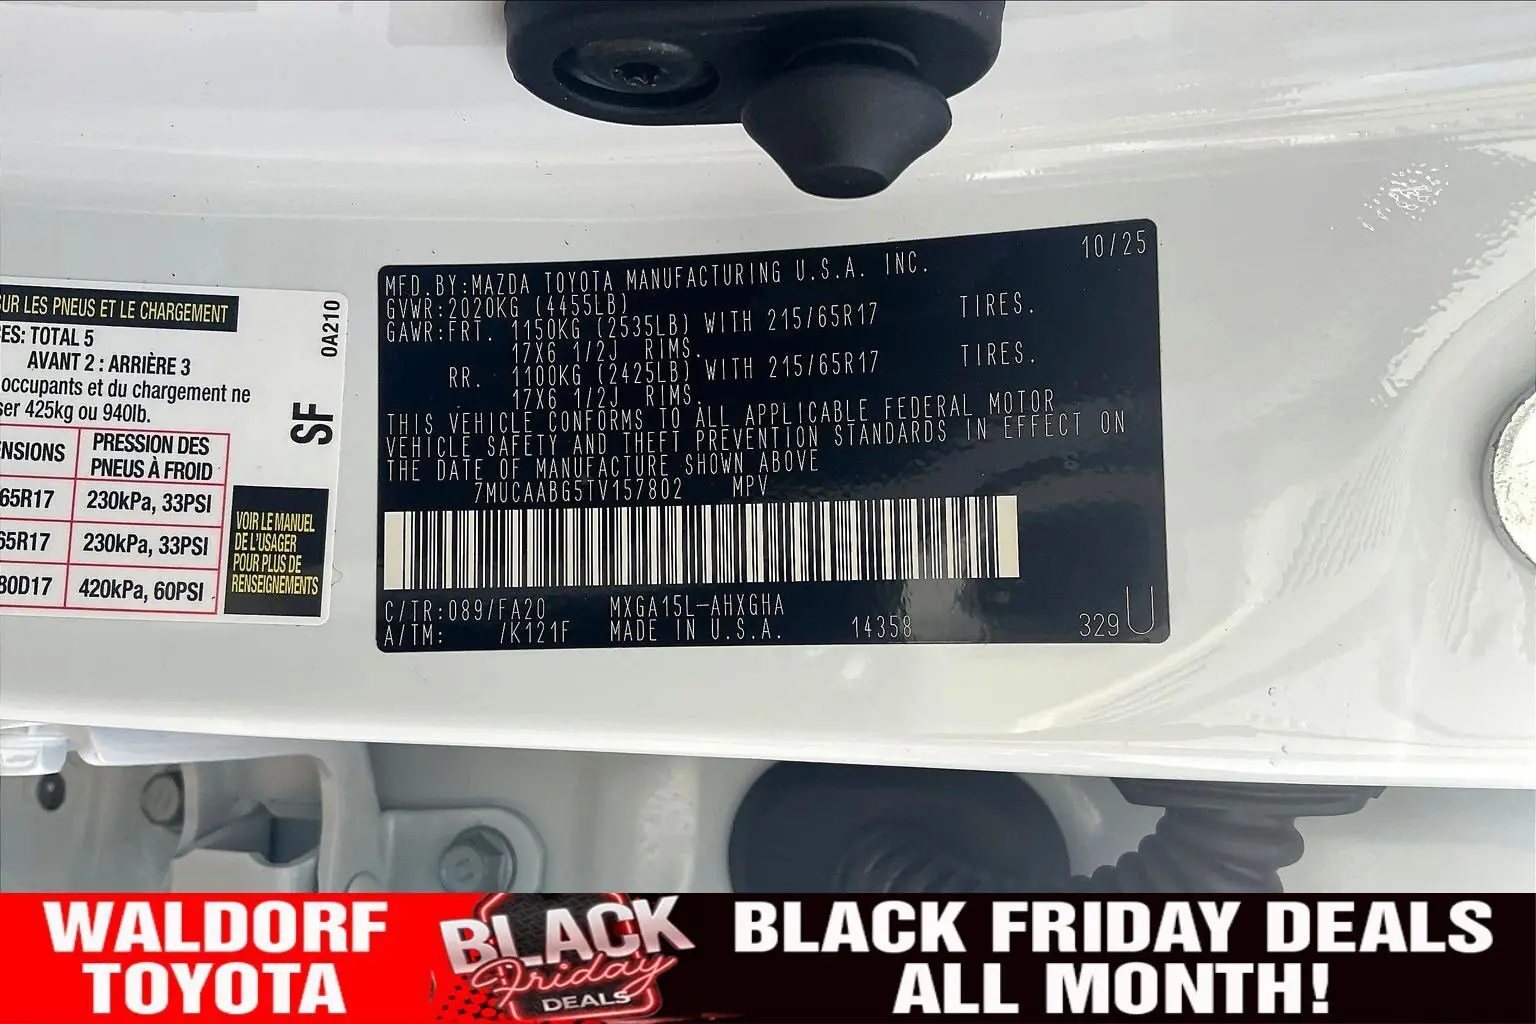 SUR LES PNEUS ET LE CHARGEMENT
CES: TOTAL 5
AVANT 2 : ARRIÈRE 3
occupants et du chargement ne
ser 425kg ou 940lb.
ENSIONS PRESSION DES PNEUS À FROID
65R17 230kPa, 33PSI
65R17 230kPa, 33PSI
80D17 420kPa, 60PSI
0A210
SF
VOIR LE MANUEL
DE L'USAGER
POUR PLUS DE
RENSEIGNEMENTS
10/25
MFD.BY:MAZDA TOYOTA MANUFACTURING U.S.A. INC.
GVWR:2020KG (4455LB)
GAWR:FRT. 1150KG (2535LB) WITH 215/65R17 TIRES.
17X6 1/2J RIMS.
RR. 1100KG (2425LB) WITH 215/65R17 TIRES.
17X6 1/2J RIMS.
THIS VEHICLE CONFORMS TO ALL APPLICABLE FEDERAL MOTOR
VEHICLE SAFETY AND THEFT PREVENTION STANDARDS IN EFFECT ON
THE DATE OF MANUFACTURE SHOWN ABOVE
7MUCAABG5TV157802 MPV
C/TR:089/FA20 MXGA15L-AHXGHA
A/TM: /K121F MADE IN U.S.A. 14358 329U
WALDORF
TOYOTA
BLACK
Friday
DEALS
BLACK FRIDAY DEALS
ALL MONTH!